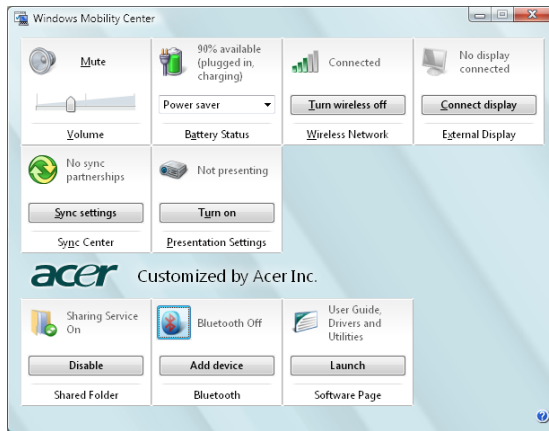 Windows Mobility Center
Mute
Volume
90% available
(plugged in,
charging)
Power saver
Battery Status
Connected
Turn wireless off
Wireless Network
No display
connected
Connect display
External Display
No sync
partnerships
Sync settings
Sync Center
Not presenting
Turn on
Presentation Settings
acer Customized by Acer Inc.
Sharing Service
On
Disable
Shared Folder
Bluetooth Off
Add device
Bluetooth
User Guide,
Drivers and
Utilities
Launch
Software Page